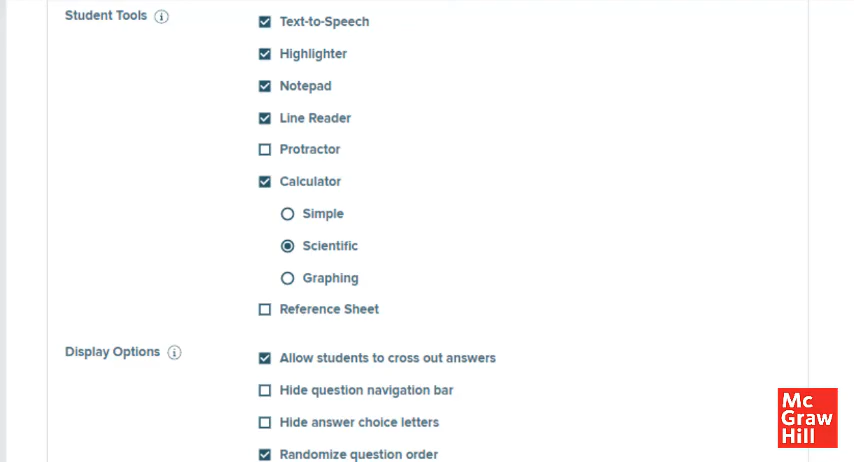 Student Tools
Text-to-Speech
Highlighter
Notepad
Line Reader
Protractor
Calculator
Simple
Scientific
Graphing
Reference Sheet
Display Options
Allow students to cross out answers
Hide question navigation bar
Hide answer choice letters
Randomize question order
Mc
Graw
Hill